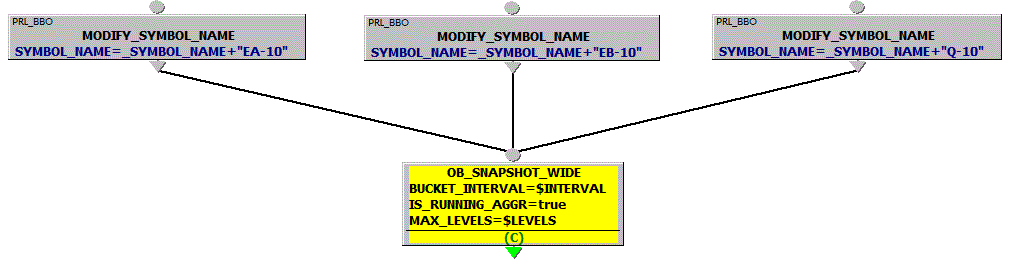 PRL_BBO
MODIFY_SYMBOL_NAME
SYMBOL_NAME=_SYMBOL_NAME+"EA-10"
PRL_BBO
MODIFY_SYMBOL_NAME
SYMBOL_NAME=_SYMBOL_NAME+"EB-10"
PRL_BBO
MODIFY_SYMBOL_NAME
SYMBOL_NAME=_SYMBOL_NAME+"Q-10"
OB_SNAPSHOT_WIDE
BUCKET_INTERVAL=$INTERVAL
IS_RUNNING_AGGR=true
MAX_LEVELS=$LEVELS
(C)